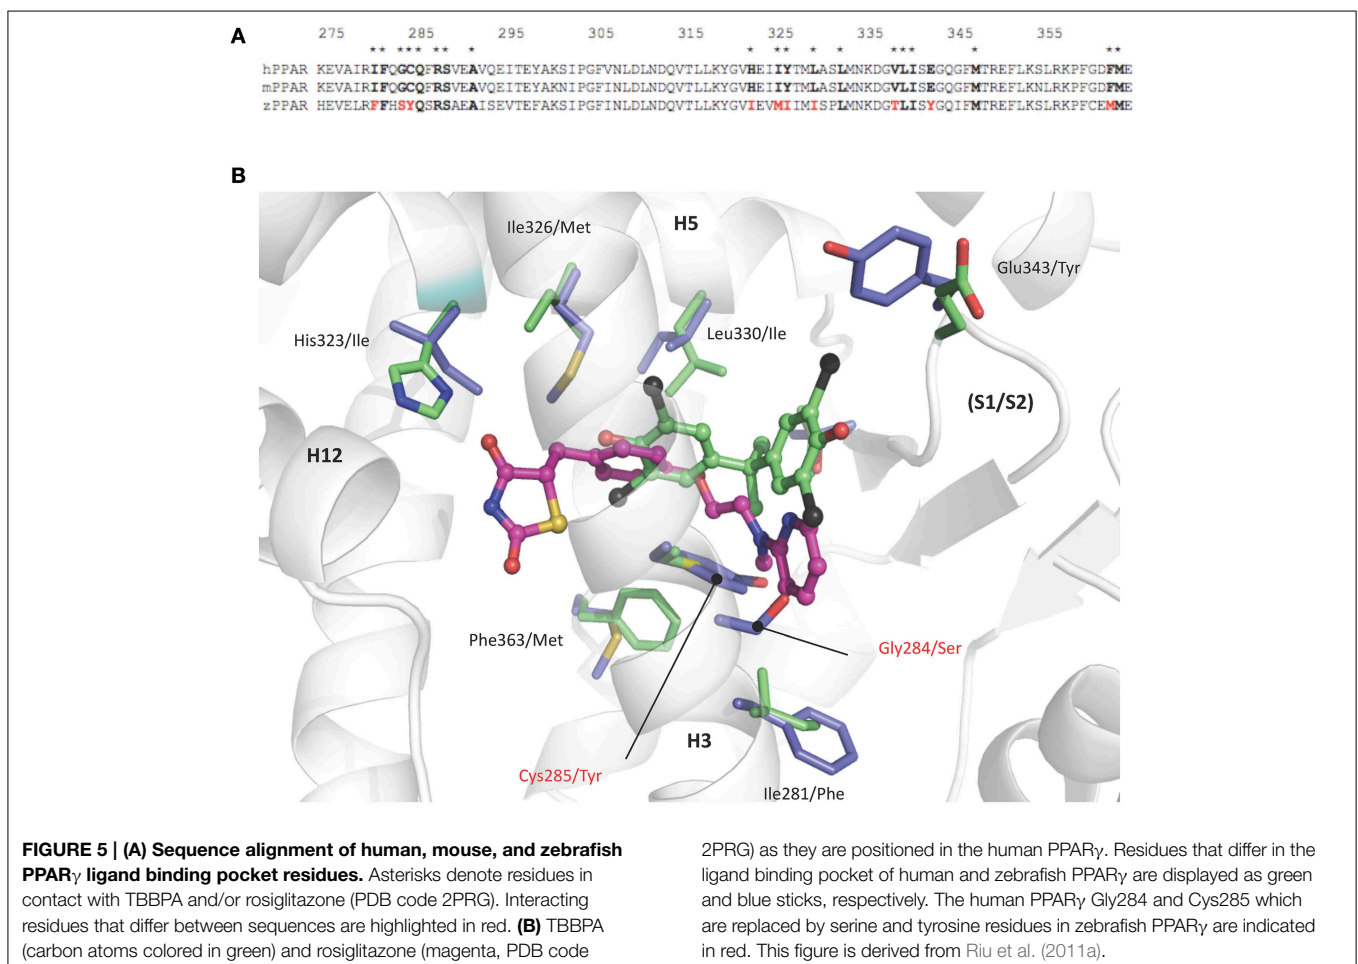 A
275 285 295 305 315 325 335 345 355
** *** ** * * ** * * *** * **
hPPAR KEVAIRIFQGCQFRSVEAVQEITEYAKSIPGFVNLDLNDQVTLLKYGVHEIIYTMLASLMNKDGVLISEGQGFMTREFLKSLRKPFGDFME
mPPAR KEVAIRIFQGCQFRSVEAVQEITEYAKSIPGFINLDLNDQVTLLKYGVHEIIYTMLASLMNKDGVLISEGQGFMTREFLKSLRKPFGDFME
zPPAR HEVELRFFHSYQSRSAEAISEVTEFAKSIPGFINLDLNDQVTLLKYGVIEVMIIMISPLMNKDGTLISYGQIFMTREFLKSLRKPFCEMME
B
Ile326/Met
H5
Glu343/Tyr
His323/Ile
Leu330/Ile
(S1/S2)
H12
Phe363/Met
Gly284/Ser
H3
Cys285/Tyr
Ile281/Phe
FIGURE 5 | (A) Sequence alignment of human, mouse, and zebrafish
PPARγ ligand binding pocket residues. Asterisks denote residues in
contact with TBBPA and/or rosiglitazone (PDB code 2PRG). Interacting
residues that differ between sequences are highlighted in red. (B) TBBPA
(carbon atoms colored in green) and rosiglitazone (magenta, PDB code
2PRG) as they are positioned in the human PPARγ. Residues that differ in the
ligand binding pocket of human and zebrafish PPARγ are displayed as green
and blue sticks, respectively. The human PPARγ Gly284 and Cys285 which
are replaced by serine and tyrosine residues in zebrafish PPARγ are indicated
in red. This figure is derived from Riu et al. (2011a).